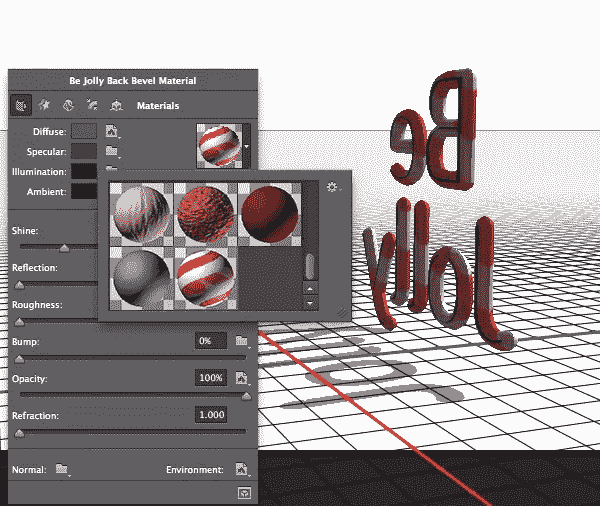 Be Jolly Back Bevel Material
Materials
Diffuse:
Specular:
Illumination:
Ambient:
Shine:
Reflection:
Roughness:
Bump: 0%
Opacity: 100%
Refraction: 1.000
Normal: Environment:
Be
Jolly